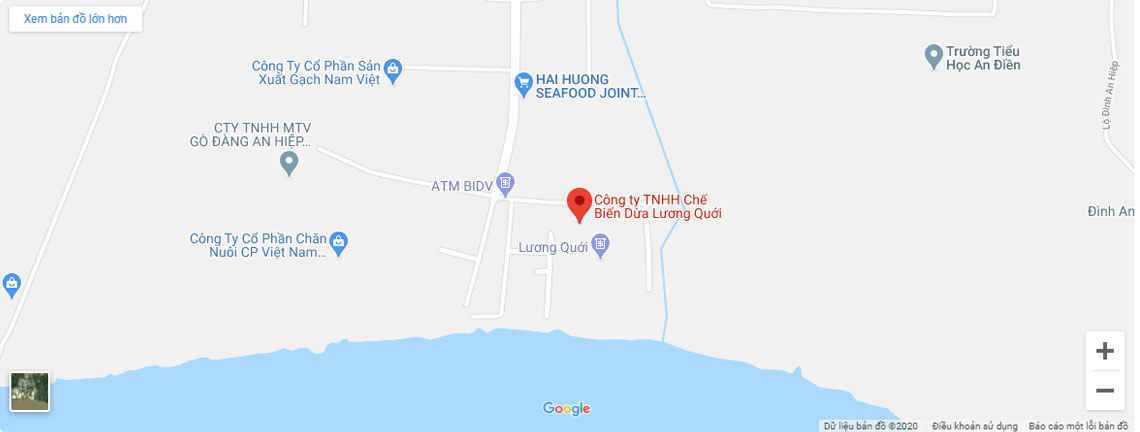 Xem bản đồ lớn hơn
Công Ty Cổ Phần Sản
Xuất Gạch Nam Việt
HAI HUONG
SEAFOOD JOINT...
Trường Tiểu
Học An Điền
Lộ Đình An Hiệp
CTY TNHH MTV
GÒ ĐÀNG AN HIỆP...
ATM BIDV
Công ty TNHH Chế
Biến Dừa Lương Quới
Đình An
Công Ty Cổ Phần Chăn
Nuôi CP Việt Nam...
Lương Quới
Google
Dữ liệu bản đồ ©2020
Điều khoản sử dụng
Báo cáo một lỗi bản đồ